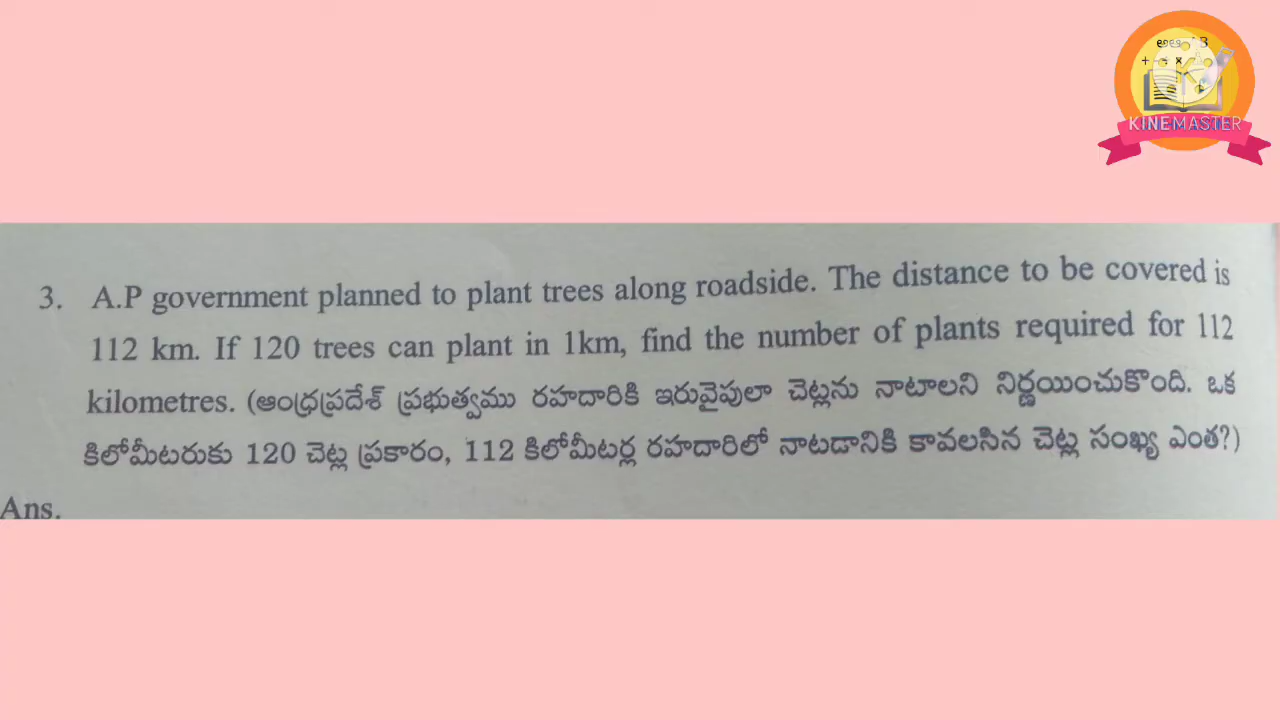 అఆఇ
KINEMASTER
3. A.P government planned to plant trees along roadside. The distance to be covered is
112 km. If 120 trees can plant in 1km, find the number of plants required for 112
kilometres. (ఆంధ్రప్రదేశ్ ప్రభుత్వము రహదారికి ఇరువైపులా చెట్లను నాటాలని నిర్ణయించుకొంది. ఒక
కిలోమీటరుకు 120 చెట్ల ప్రకారం, 112 కిలోమీటర్ల రహదారిలో నాటడానికి కావలసిన చెట్ల సంఖ్య ఎంత?)
Ans.